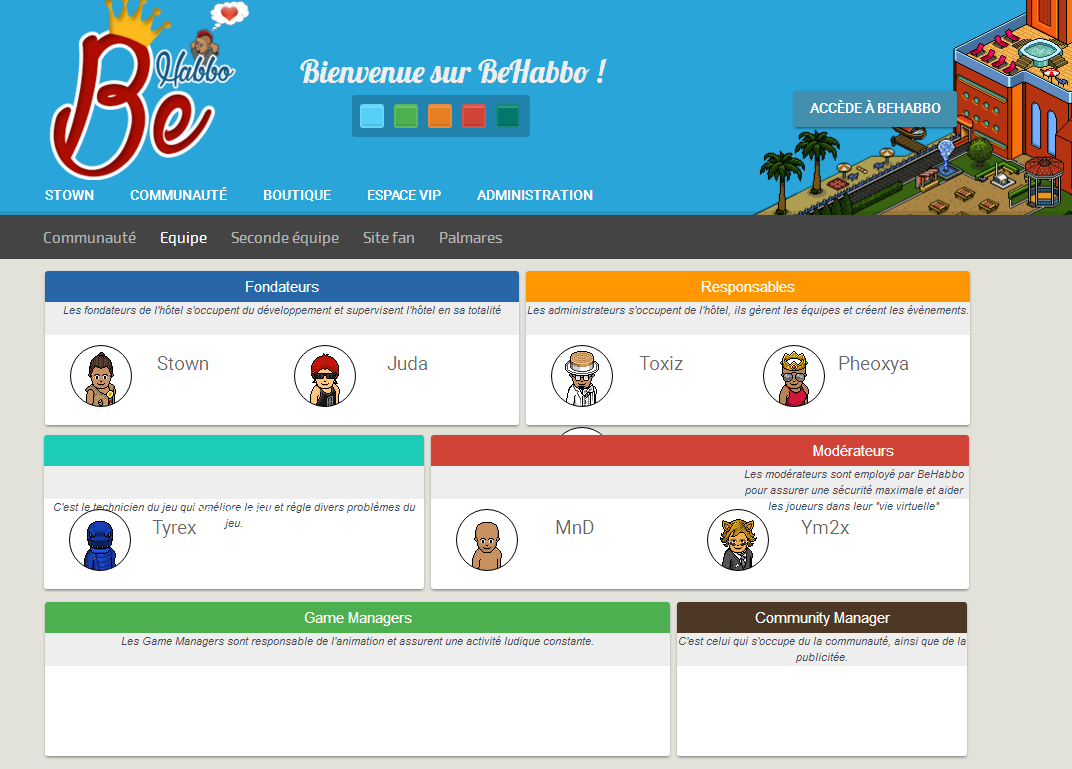 Be
Habbo
Bienvenue sur BeHabbo !
ACCÈDE À BEHABBO
STOWN COMMUNAUTÉ BOUTIQUE ESPACE VIP ADMINISTRATION
Communauté Equipe Seconde équipe Site fan Palmares
Fondateurs
Les fondateurs de l'hôtel s'occupent du développement et supervisent l'hôtel en sa totalité
Stown
Juda
Responsables
Les administrateurs s'occupent de l'hôtel, ils gèrent les équipes et créent les évènements.
Toxiz
Pheoxya
C'est le technicien du jeu qui améliore le jeu et règle divers problèmes du
jeu.
Tyrex
Modérateurs
Les modérateurs sont employé par BeHabbo
pour assurer une sécurité maximale et aider
les joueurs dans leur "vie virtuelle"
MnD
Ym2x
Game Managers
Les Game Managers sont responsable de l'animation et assurent une activité ludique constante.
Community Manager
C'est celui qui s'occupe du la communauté, ainsi que de la
publicitée.